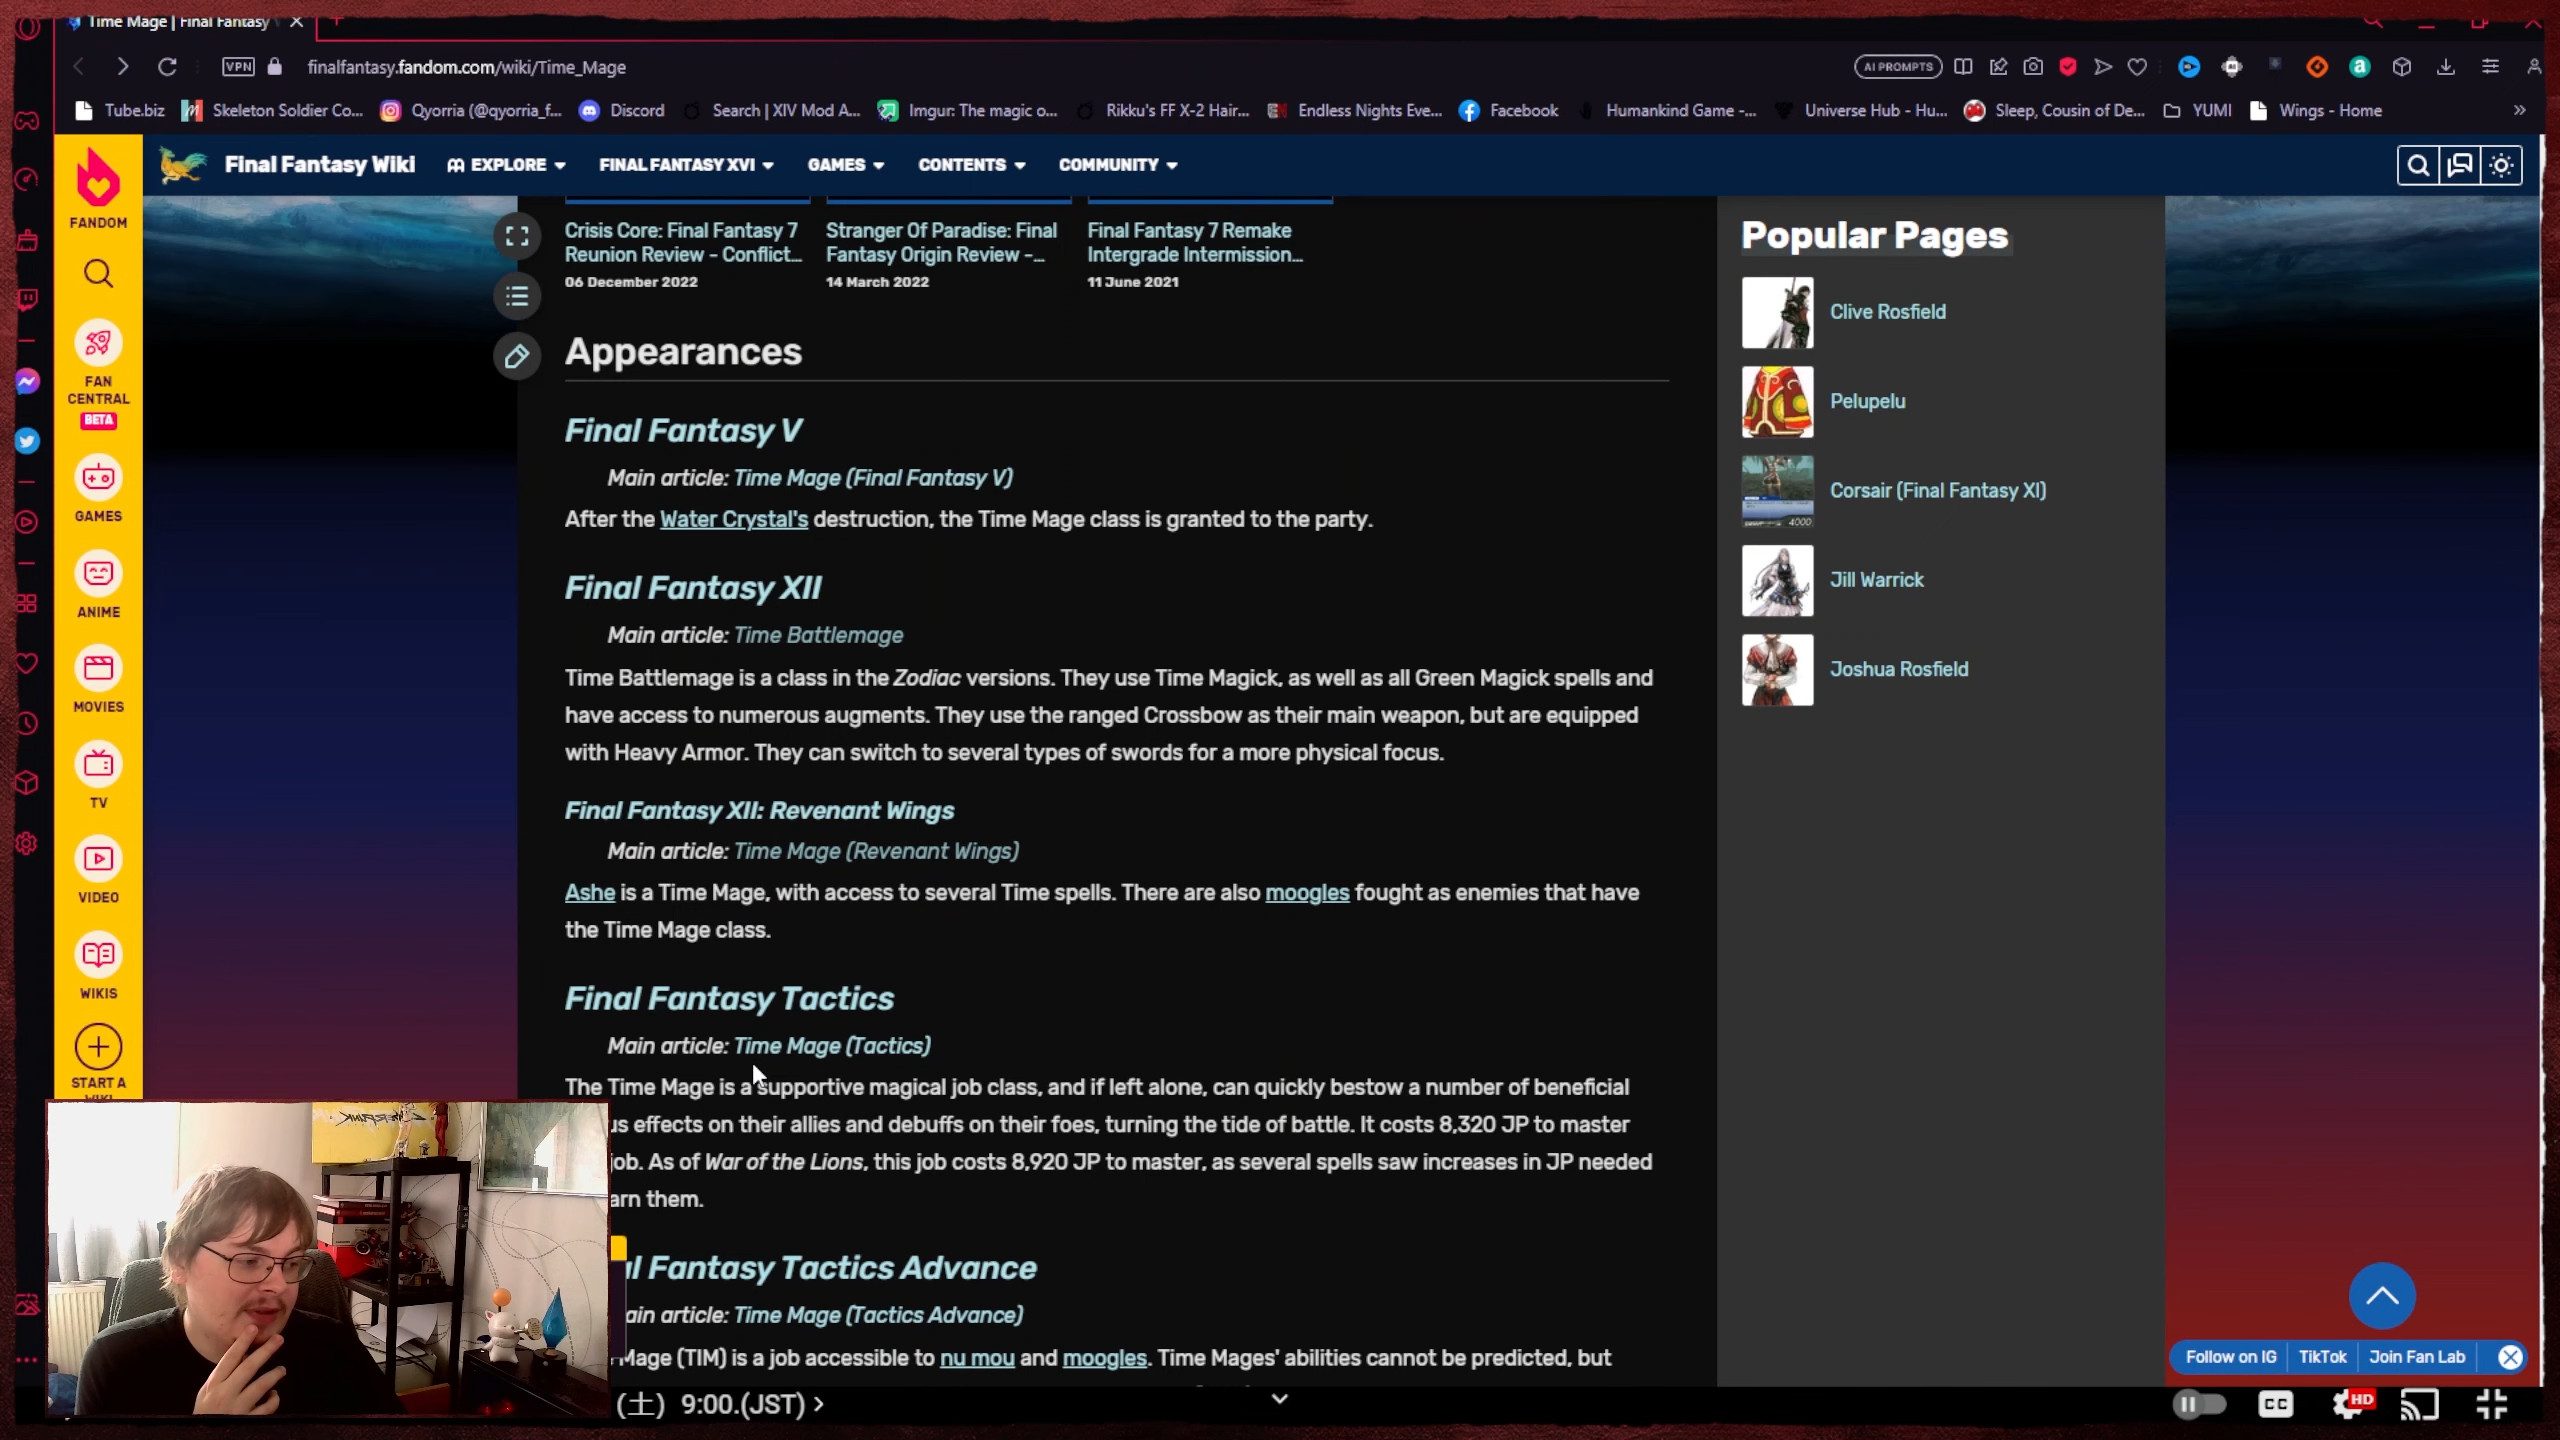 Time Mage | Final Fantasy
VPN
finalfantasy.fandom.com/wiki/Time_Mage
AI PROMPTS
Tube.biz
Skeleton Soldier Co...
Qyorria (@qyorria_f...
Discord
Search | XIV Mod A...
Imgur: The magic o...
Rikku's FF X-2 Hair...
Endless Nights Eve...
Facebook
Humankind Game -...
Universe Hub - Hu...
Sleep, Cousin of De...
YUMI
Wings - Home
FANDOM
FAN CENTRAL
BETA
GAMES
ANIME
MOVIES
TV
VIDEO
WIKIS
START A
Final Fantasy Wiki
EXPLORE
FINAL FANTASY XVI
GAMES
CONTENTS
COMMUNITY
Crisis Core: Final Fantasy 7
Reunion Review - Conflict...
06 December 2022
Stranger Of Paradise: Final
Fantasy Origin Review -...
14 March 2022
Final Fantasy 7 Remake
Intergrade Intermission...
11 June 2021
Appearances
Final Fantasy V
Main article: Time Mage (Final Fantasy V)
After the Water Crystal's destruction, the Time Mage class is granted to the party.
Final Fantasy XII
Main article: Time Battlemage
Time Battlemage is a class in the Zodiac versions. They use Time Magick, as well as all Green Magick spells and
have access to numerous augments. They use the ranged Crossbow as their main weapon, but are equipped
with Heavy Armor. They can switch to several types of swords for a more physical focus.
Final Fantasy XII: Revenant Wings
Main article: Time Mage (Revenant Wings)
Ashe is a Time Mage, with access to several Time spells. There are also moogles fought as enemies that have
the Time Mage class.
Final Fantasy Tactics
Main article: Time Mage (Tactics)
The Time Mage is a supportive magical job class, and if left alone, can quickly bestow a number of beneficial
us effects on their allies and debuffs on their foes, turning the tide of battle. It costs 8,320 JP to master
job. As of War of the Lions, this job costs 8,920 JP to master, as several spells saw increases in JP needed
arn them.
al Fantasy Tactics Advance
ain article: Time Mage (Tactics Advance)
Mage (TIM) is a job accessible to nu mou and moogles. Time Mages' abilities cannot be predicted, but
Popular Pages
Clive Rosfield
Pelupelu
4000
Corsair (Final Fantasy XI)
Jill Warrick
Joshua Rosfield
Follow on IG
TikTok
Join Fan Lab
(土) 9:00.(JST) >
CC
HD